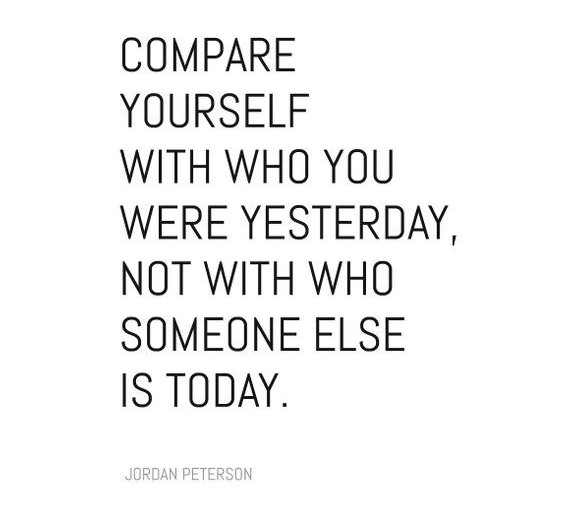 COMPARE
YOURSELF
WITH WHO YOU
WERE YESTERDAY,
NOT WITH WHO
SOMEONE ELSE
IS TODAY.
JORDAN PETERSON